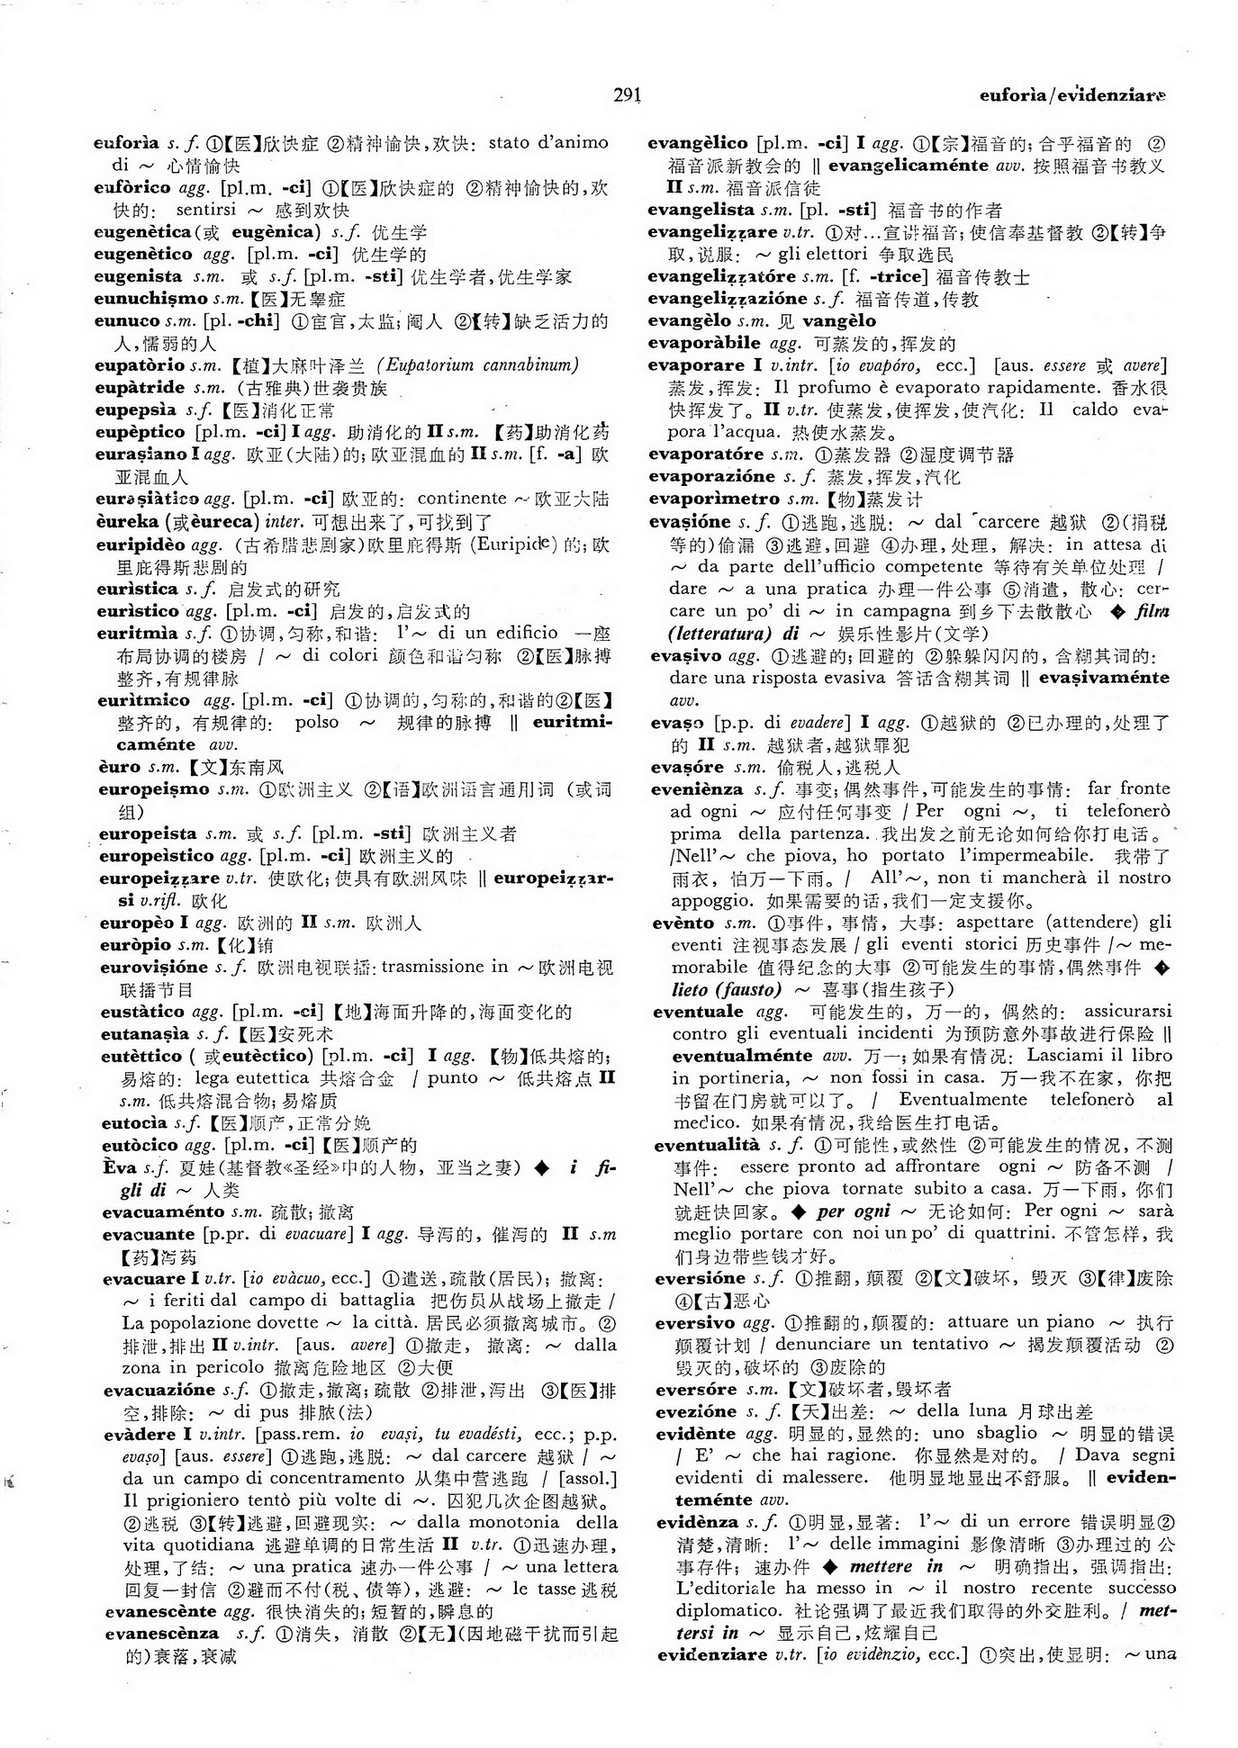 291
euforìa/evidenziare
euforìa s. f. ①【医】欣快症 ②精神愉快,欢快: stato d'animo
di ～ 心情愉快
eufòrico agg. [pl.m. -ci] ①【医】欣快症的 ②精神愉快的,欢
快的: sentirsi ～ 感到欢快
eugenètica(或 eugènica) s.f. 优生学
eugenètico agg. [pl.m. -ci] 优生学的
eugenista s.m. 或 s.f. [pl.m. -sti] 优生学者,优生学家
eunuchiṣmo s.m.【医】无睾症
eunuco s.m. [pl. -chi] ①宦官,太监; 阉人 ②【转】缺乏活力的
人,懦弱的人
eupatòrio s.m. 【植】大麻叶泽兰 (Eupatorium cannabinum)
eupàtride s.m. (古雅典)世袭贵族
eupepsìa s.f. 【医】消化正常
eupèptico [pl.m. -ci] I agg. 助消化的 II s.m. 【药】助消化药
euraṣiano I agg. 欧亚(大陆)的; 欧亚混血的 II s.m. [f. -a] 欧
亚混血人
euraṣiàtico agg. [pl.m. -ci] 欧亚的: continente ～ 欧亚大陆
èureka (或èureca) inter. 可想出来了,可找到了
euripidèo agg. (古希腊悲剧家)欧里庇得斯 (Euripide) 的; 欧
里庇得斯悲剧的
eurìstica s. f. 启发式的研究
eurìstico agg. [pl.m. -ci] 启发的,启发式的
euritmìa s.f. ①协调,匀称,和谐: l'～ di un edificio 一座
布局协调的楼房 / ～ di colori 颜色和谐匀称 ②【医】脉搏
整齐,有规律脉
eurìtmico agg. [pl.m. -ci] ①协调的,匀称的,和谐的②【医】
整齐的, 有规律的: polso ～ 规律的脉搏 ‖ euritmi-
caménte avv.
èuro s.m. 【文】东南风
europeiṣmo s.m. ①欧洲主义 ②【语】欧洲语言通用词 (或词
组)
europeista s.m. 或 s.f. [pl.m. -sti] 欧洲主义者
europeìstico agg. [pl.m. -ci] 欧洲主义的
europeiẓẓare v.tr. 使欧化; 使具有欧洲风味 ‖ europeiẓẓar-
si v.rifl. 欧化
europèo I agg. 欧洲的 II s.m. 欧洲人
euròpio s.m. 【化】铕
eurovisióne s. f. 欧洲电视联播: trasmissione in ～ 欧洲电视
联播节目
eustàtico agg. [pl.m. -ci] 【地】海面升降的,海面变化的
eutanaṣìa s. f. 【医】安死术
eutèttico ( 或eutèctico) [pl.m. -ci] I agg. 【物】低共熔的;
易熔的: lega eutettica 共熔合金 / punto ～ 低共熔点 II
s.m. 低共熔混合物; 易熔质
eutocìa s.f. 【医】顺产,正常分娩
eutòcico agg. [pl.m. -ci]【医】顺产的
Èva s.f. 夏娃(基督教《圣经》中的人物, 亚当之妻) ◆ i fi-
gli di ～ 人类
evacuaménto s.m. 疏散; 撤离
evacuante [p.pr. di evacuare] I agg. 导泻的, 催泻的 II s.m
【药】泻药
evacuare I v.tr. [io evàcuo, ecc.] ①遣送,疏散(居民); 撤离:
～ i feriti dal campo di battaglia 把伤员从战场上撤走 /
La popolazione dovette ～ la città. 居民必须撤离城市。 ②
排泄,排出 II v.intr. [aus. avere] ①撤走, 撤离: ～ dalla
zona in pericolo 撤离危险地区 ②大便
evacuazióne s.f. ①撤走,撤离; 疏散 ②排泄,泻出 ③【医】排
空,排除: ～ di pus 排脓(法)
evàdere I v.intr. [pass.rem. io evaṣi, tu evadésti, ecc.; p.p.
evaṣo] [aus. essere] ①逃跑,逃脱: ～ dal carcere 越狱 / ～
da un campo di concentramento 从集中营逃跑 / [assol.]
Il prigioniero tentò più volte di ～. 囚犯几次企图越狱。
②逃税 ③【转】逃避,回避现实: ～ dalla monotonia della
vita quotidiana 逃避单调的日常生活 II v.tr. ①迅速办理,
处理,了结: ～ una pratica 速办一件公事 / ～ una lettera
回复一封信 ②避而不付(税、债等), 逃避: ～ le tasse 逃税
evanescènte agg. 很快消失的; 短暂的,瞬息的
evanescènza s.f. ①消失, 消散 ②【无】(因地磁干扰而引起
的)衰落,衰减
evangèlico [pl.m. -ci] I agg. ①【宗】福音的; 合乎福音的 ②
福音派新教会的 ‖ evangelicaménte avv. 按照福音书教义
II s.m. 福音派信徒
evangelista s.m. [pl. -sti] 福音书的作者
evangeliẓẓare v.tr. ①对…宣讲福音; 使信奉基督教 ②【转】争
取,说服: ～ gli elettori 争取选民
evangeliẓẓatóre s.m. [f. -trice] 福音传教士
evangeliẓẓazióne s.f. 福音传道,传教
evangèlo s.m. 见 vangèlo
evaporàbile agg. 可蒸发的,挥发的
evaporare I v.intr. [io evapóro, ecc.] [aus. essere 或 avere]
蒸发,挥发: Il profumo è evaporato rapidamente. 香水很
快挥发了。 II v.tr. 使蒸发,使挥发,使汽化: Il caldo eva-
pora l'acqua. 热使水蒸发。
evaporatóre s.m. ①蒸发器 ②湿度调节器
evaporazióne s.f. 蒸发,挥发,汽化
evaporìmetro s.m. 【物】蒸发计
evaṣióne s. f. ①逃跑,逃脱: ～ dal carcere 越狱 ②(捐税
等的)偷漏 ③逃避,回避 ④办理,处理, 解决: in attesa di
～ da parte dell'ufficio competente 等待有关单位处理 /
dare ～ a una pratica 办理一件公事 ⑤消遣, 散心: cer-
care un po' di ～ in campagna 到乡下去散散心 ◆ film
(letteratura) di ～ 娱乐性影片(文学)
evaṣivo agg. ①逃避的; 回避的 ②躲躲闪闪的, 含糊其词的:
dare una risposta evasiva 答话含糊其词 ‖ evaṣivaménte
avv.
evaṣo [p.p. di evadere] I agg. ①越狱的 ②已办理的,处理了
的 II s.m. 越狱者,越狱罪犯
evaṣóre s.m. 偷税人,逃税人
eveniènza s.f. 事变; 偶然事件,可能发生的事情: far fronte
ad ogni ～ 应付任何事变 / Per ogni ～, ti telefonerò
prima della partenza. 我出发之前无论如何给你打电话。
/Nell'～ che piova, ho portato l'impermeabile. 我带了
雨衣, 怕万一下雨。/ All'～, non ti mancherà il nostro
appoggio. 如果需要的话,我们一定支援你。
evènto s.m. ①事件, 事情, 大事: aspettare (attendere) gli
eventi 注视事态发展 / gli eventi storici 历史事件 /～ me-
morabile 值得纪念的大事 ②可能发生的事情,偶然事件 ◆
lieto (fausto) ～ 喜事(指生孩子)
eventuale agg. 可能发生的, 万一的, 偶然的: assicurarsi
contro gli eventuali incidenti 为预防意外事故进行保险 ‖
eventualménte avv. 万一; 如果有情况: Lasciami il libro
in portineria, ～ non fossi in casa. 万一我不在家, 你把
书留在门房就可以了。 / Eventualmente telefonerò al
medico. 如果有情况,我给医生打电话。
eventualità s. f. ①可能性,或然性 ②可能发生的情况, 不测
事件: essere pronto ad affrontare ogni ～ 防备不测 /
Nell'～ che piova tornate subito a casa. 万一下雨, 你们
就赶快回家。◆ per ogni ～ 无论如何: Per ogni ～ sarà
meglio portare con noi un po' di quattrini. 不管怎样, 我
们身边带些钱才好。
eversióne s.f. ①推翻, 颠覆 ②【文】破坏, 毁灭 ③【律】废除
④【古】恶心
eversivo agg. ①推翻的,颠覆的: attuare un piano ～ 执行
颠覆计划 / denunciare un tentativo ～ 揭发颠覆活动 ②
毁灭的,破坏的 ③废除的
eversóre s.m. 【文】破坏者,毁坏者
evezióne s. f. 【天】出差: ～ della luna 月球出差
evidènte agg. 明显的,显然的: uno sbaglio ～ 明显的错误
/ E' ～ che hai ragione. 你显然是对的。 / Dava segni
evidenti di malessere. 他明显地显出不舒服。 ‖ eviden-
teménte avv.
evidènza s.f. ①明显,显著: l'～ di un errore 错误明显②
清楚,清晰: l'～ delle immagini 影像清晰 ③办理过的公
事存件; 速办件 ◆ mettere in ～ 明确指出, 强调指出:
L'editoriale ha messo in ～ il nostro recente successo
diplomatico. 社论强调了最近我们取得的外交胜利。/ met-
tersi in ～ 显示自己,炫耀自己
evidenziare v.tr. [io evidènzio, ecc.] ①突出,使显明: ～ una